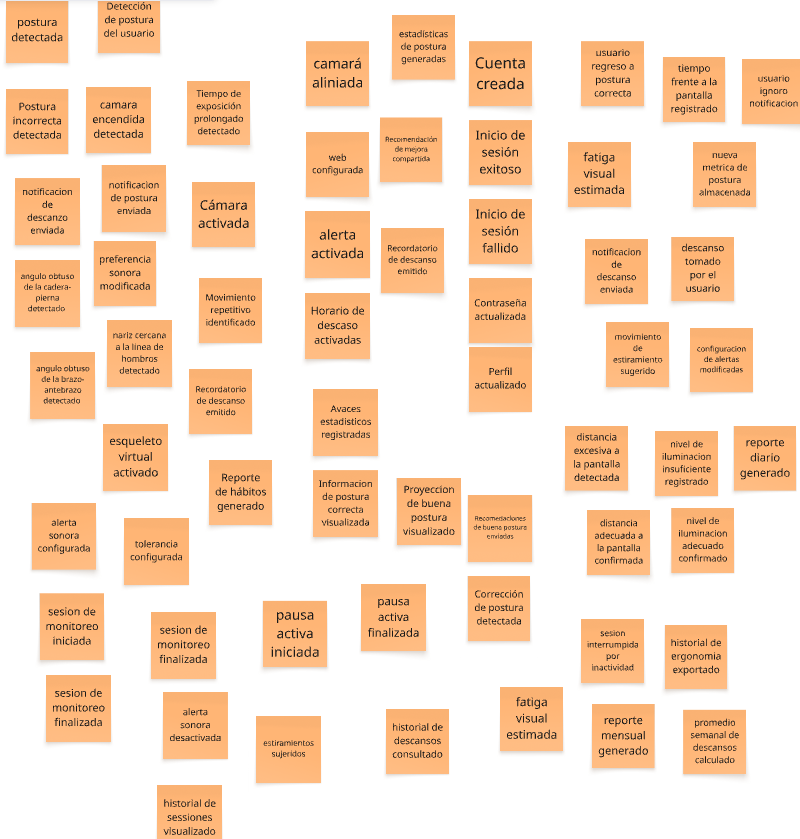 postura
detectada
Detección
de postura
del usuario
Postura
incorrecta
detectada
camara
encendida
detectada
Tiempo de
exposición
prolongado
detectado
notificacion
de
descanzo
enviada
notificacion
de postura
enviada
Cámara
activada
angulo obtuso
de la cadera-
pierna
detectado
preferencia
sonora
modificada
Movimiento
repetitivo
identificado
nariz cercana
a la línea de
hombros
detectado
angulo obtuso
de la brazo-
antebrazo
detectado
Recordatorio
de descanso
emitido
esqueleto
virtual
activado
Reporte
de hábitos
generado
alerta
sonora
configurada
tolerancia
configurada
sesion de
monitoreo
iniciada
sesion de
monitoreo
finalizada
sesion de
monitoreo
finalizada
alerta
sonora
desactivada
estiramientos
sujeridos
historial de
sessiones
visualizado
camará
aliniada
estadísticas
de postura
generadas
Cuenta
creada
web
configurada
Recomendación
de mejora
compartida
Inicio de
sesión
exitoso
alerta
activada
Recordatorio
de descanso
emitido
Inicio de
sesión
fallido
Horario de
descaso
activadas
Contraseña
actualizada
Perfil
actualizado
Avaces
estadisticos
registradas
Informacion
de postura
correcta
visualizada
Proyeccion
de buena
postura
visualizado
Recomedaciones
de buena postura
enviadas
Corrección
de postura
detectada
pausa
activa
iniciada
pausa
activa
finalizada
historial de
descansos
consultado
fatiga
visual
estimada
usuario
regreso a
postura
correcta
tiempo
frente a la
pantalla
registrado
usuario
ignoro
notificacion
fatiga
visual
estimada
nueva
metrica de
postura
almacenada
notificacion
de
descanso
enviada
descanso
tomado
por el
usuario
movimiento
de
estiramiento
sugerido
configuracion
de alertas
modificadas
distancia
excesiva a
la pantalla
detectada
nivel de
iluminacion
insuficiente
registrado
reporte
diario
generado
distancia
adecuada a
la pantalla
confirmada
nivel de
iluminacion
adecuado
confirmado
sesion
interrumpida
por
inactividad
historial de
ergonomia
exportado
reporte
mensual
generado
promedio
semanal de
descansos
calculado